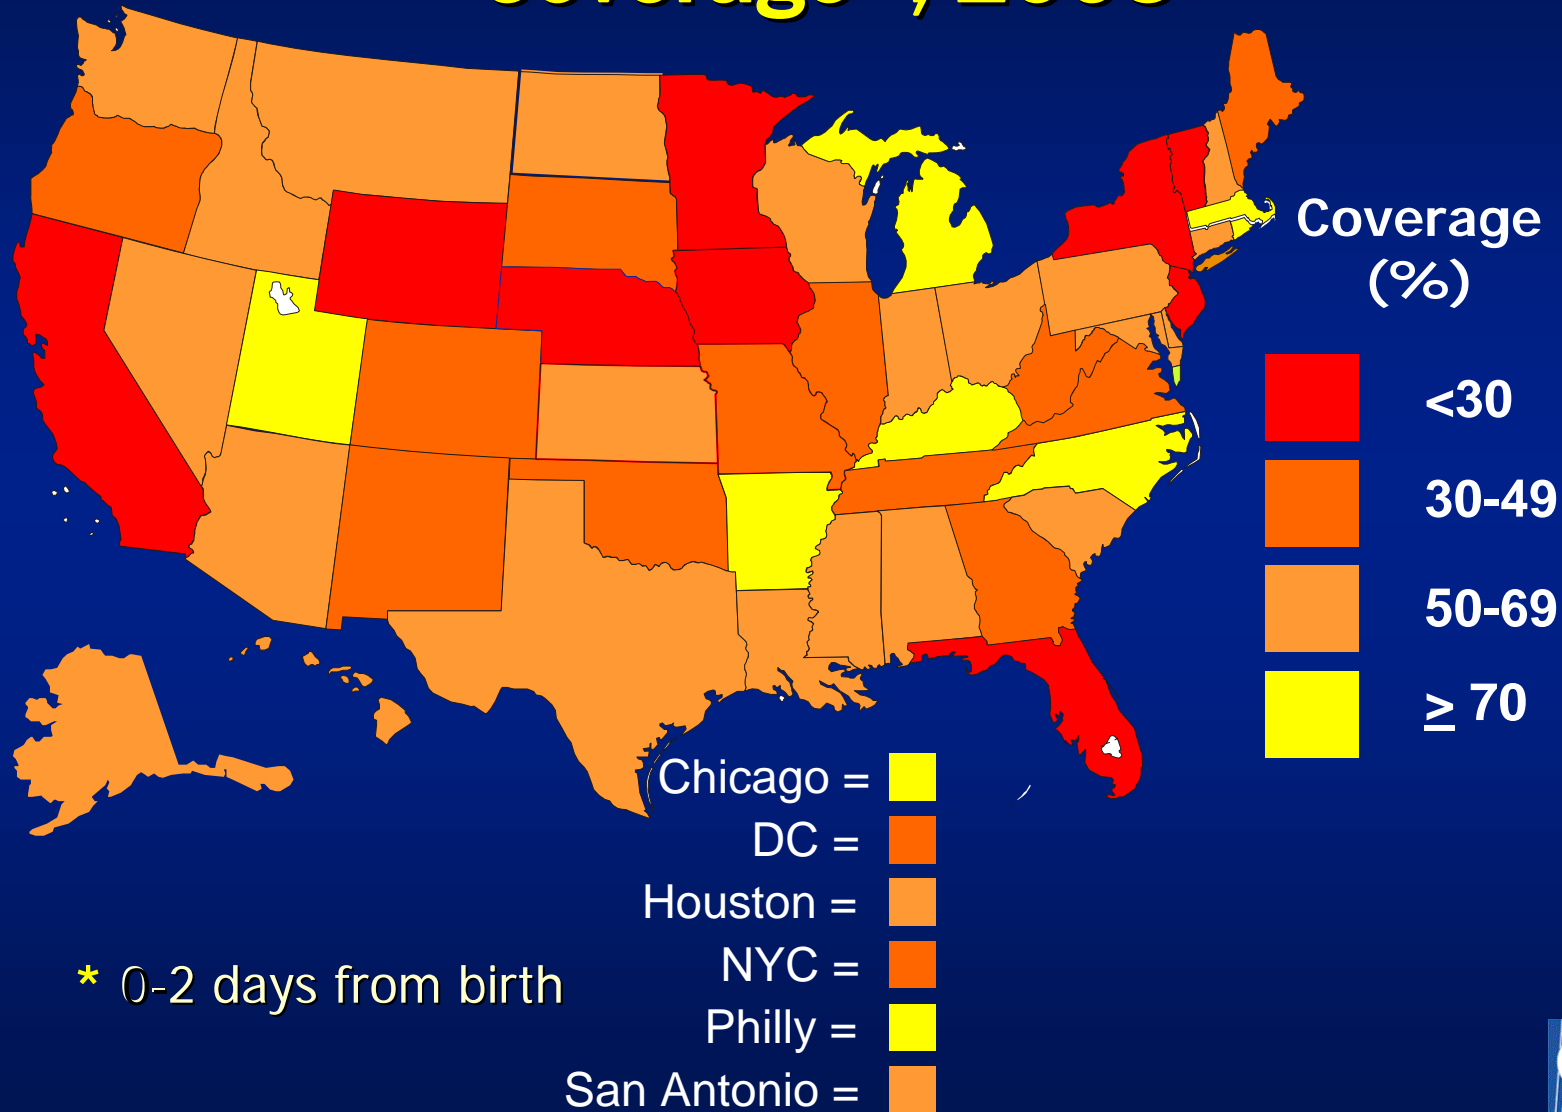 Coverage
(%)
<30
30-49
50-69
≥ 70
Chicago =
DC =
Houston =
NYC =
Philly =
San Antonio =
* 0-2 days from birth